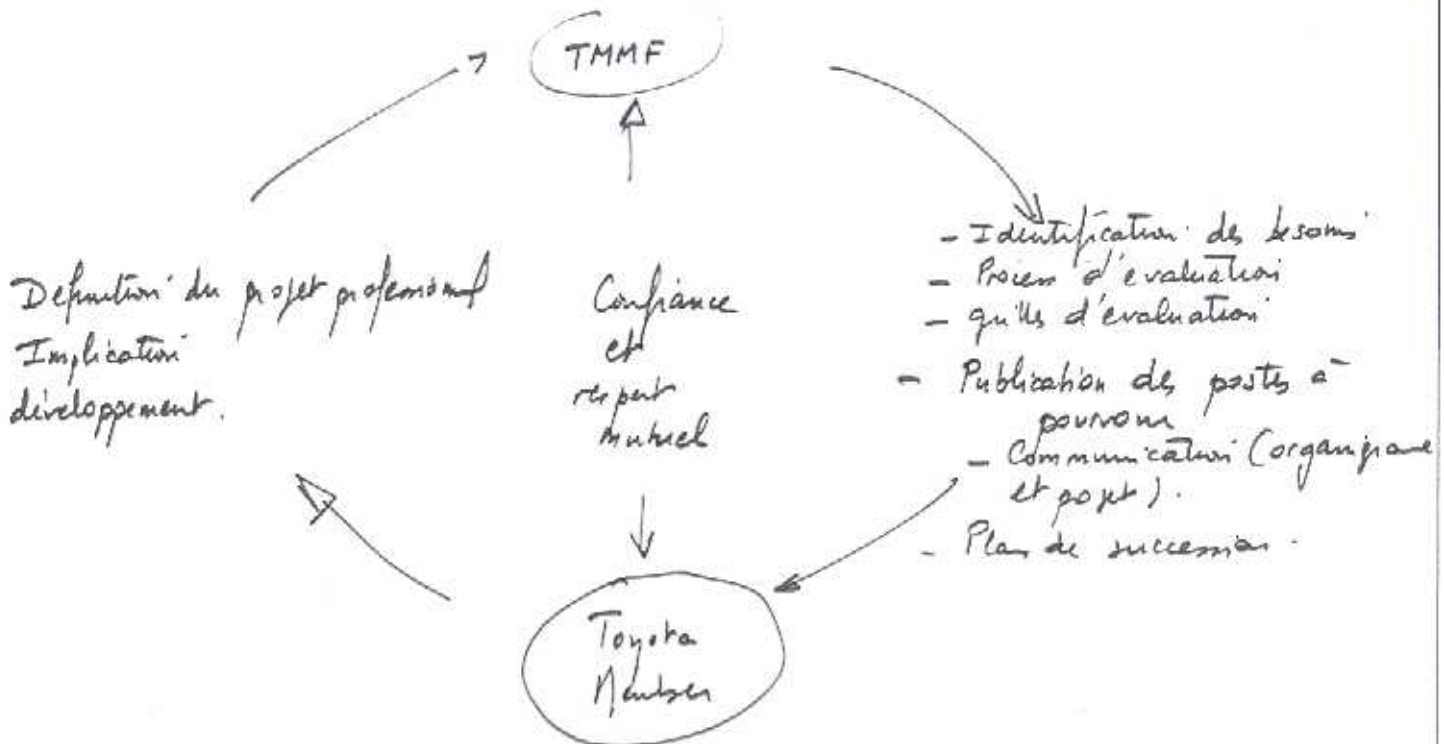 TMMF
Definition du projet professionnel
Implication
développement.
Confiance
et
respect
mutuel
- Identification des besoins
- Process d'évaluation
- d'évaluation
- Publication des postes à
pourvoir
- Communication (organigramme
et projet).
- Plan de succession.
Toyota
Member